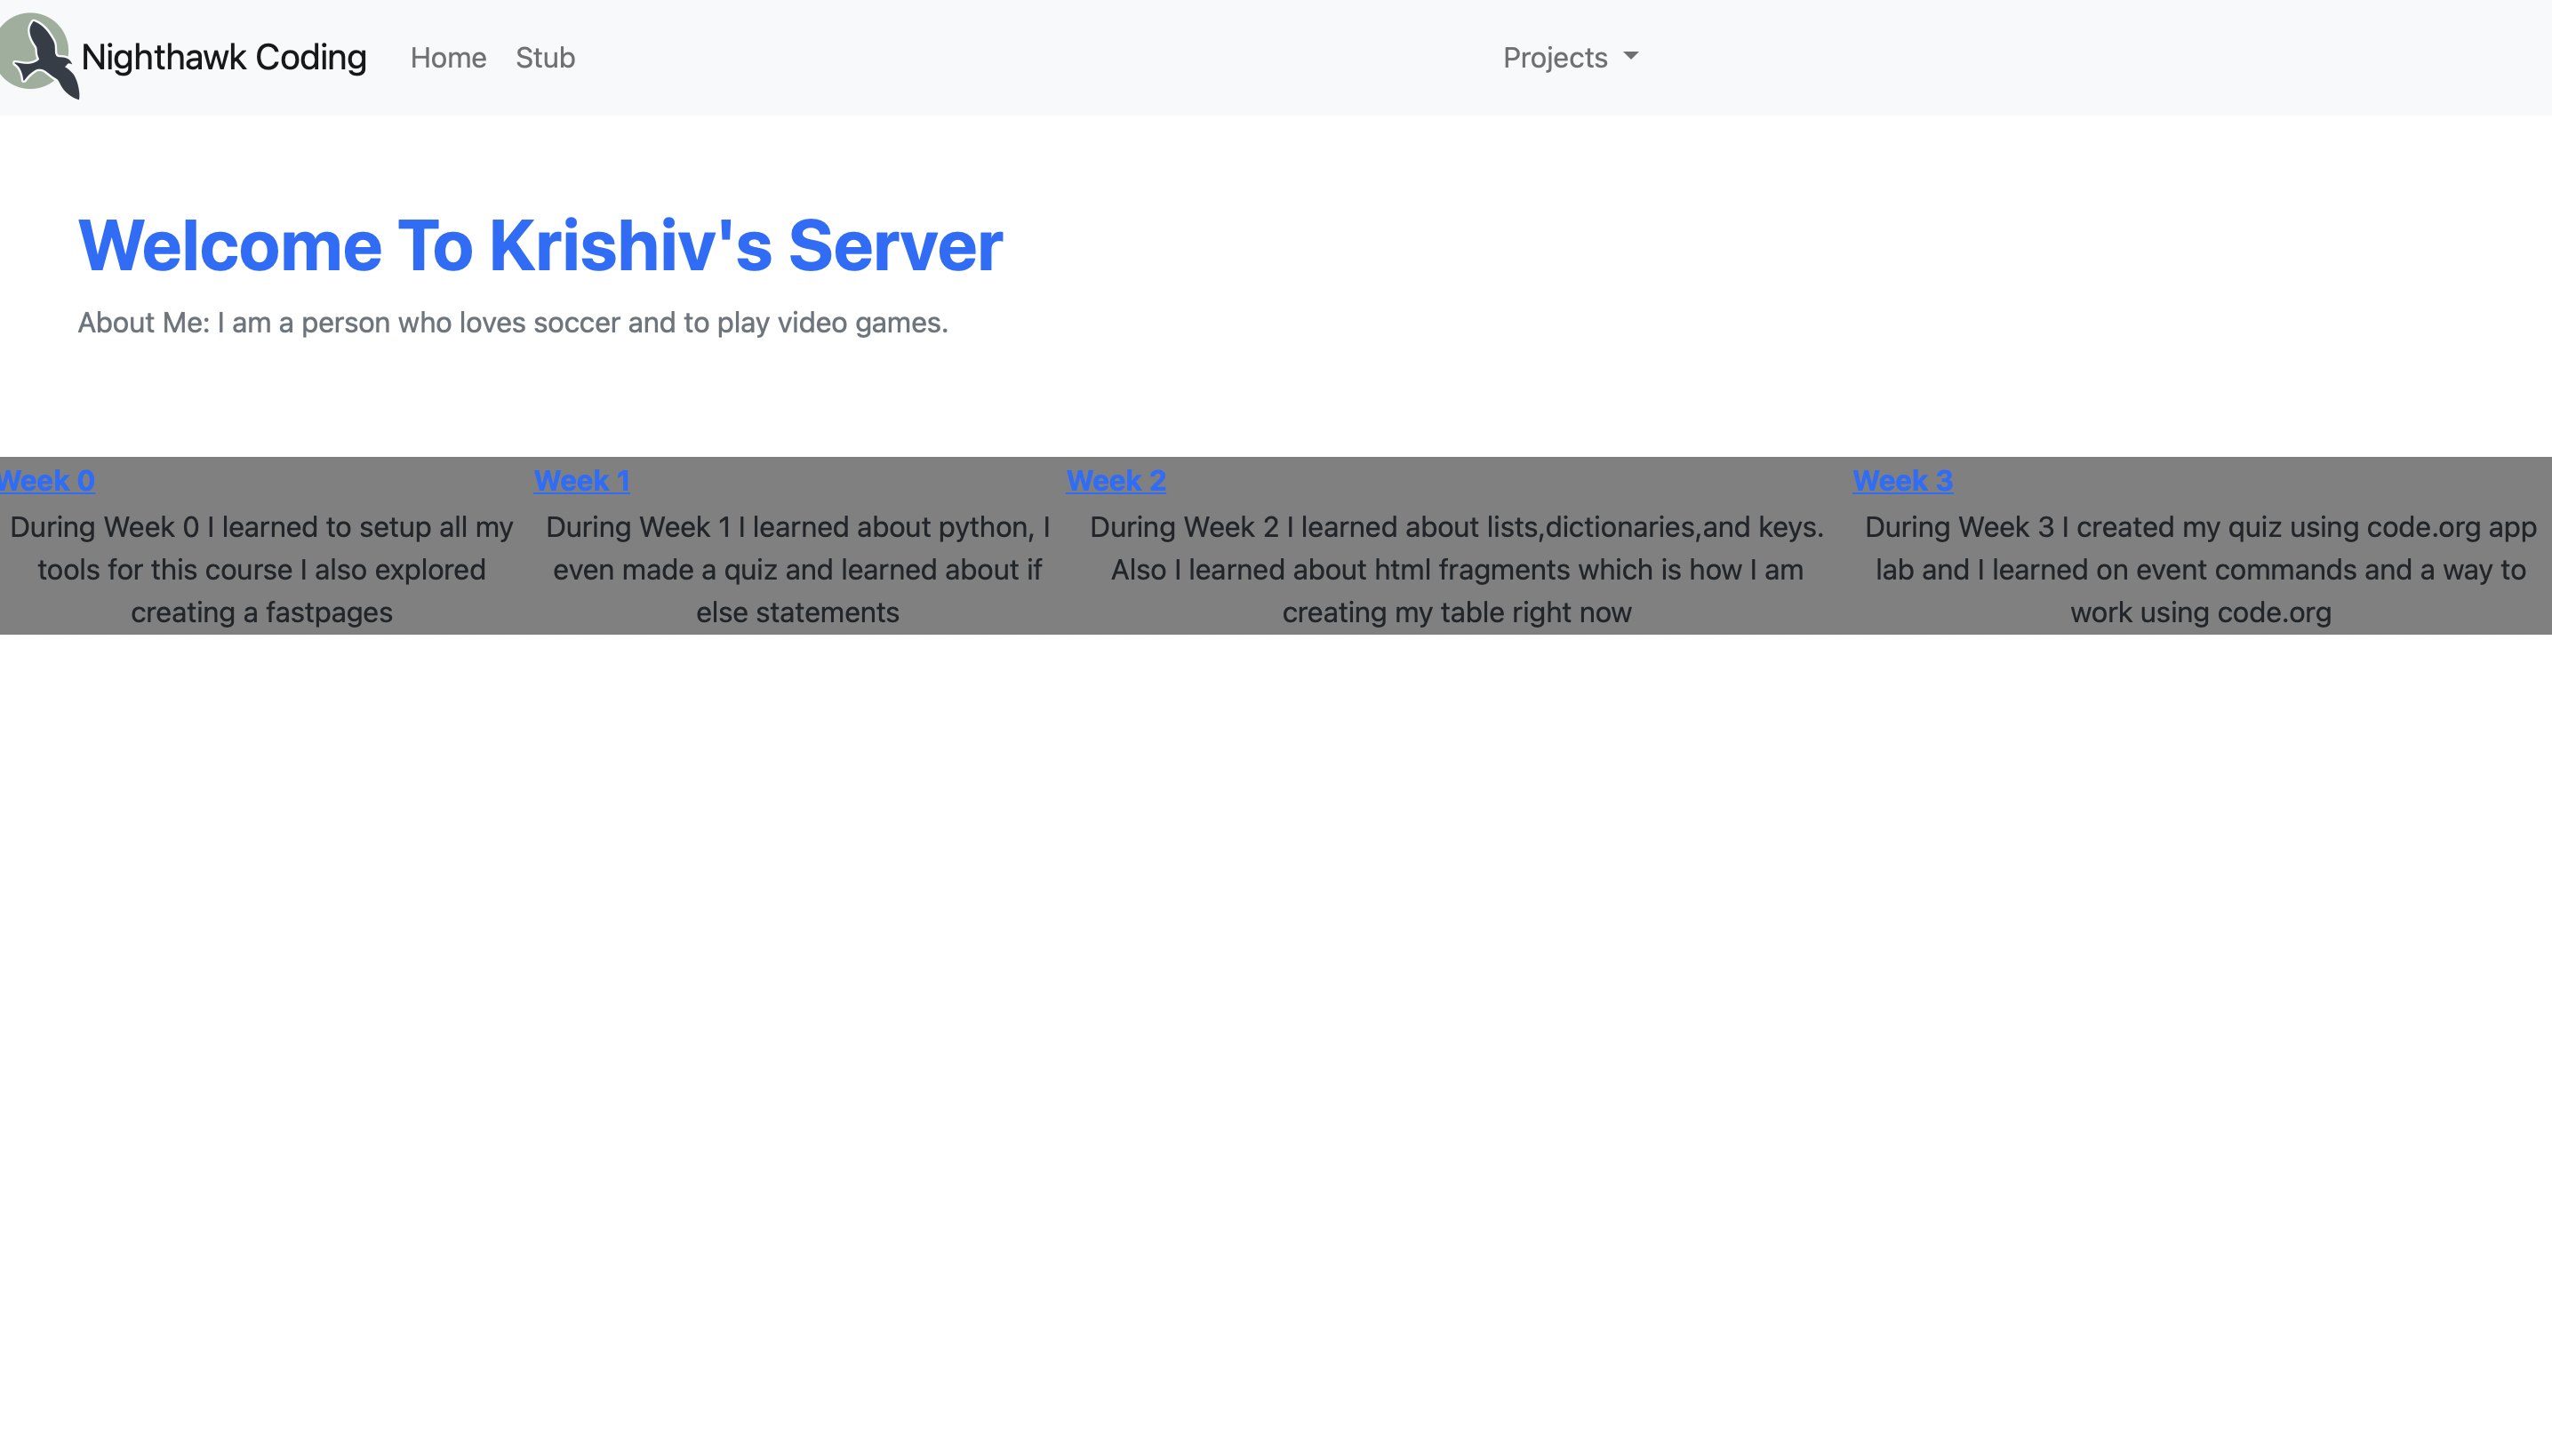 Nighthawk Coding Home Stub Projects
Welcome To Krishiv's Server
About Me: I am a person who loves soccer and to play video games.
Week 0
During Week 0 I learned to setup all my
tools for this course I also explored
creating a fastpages
Week 1
During Week 1 I learned about python, I
even made a quiz and learned about if
else statements
Week 2
During Week 2 I learned about lists,dictionaries,and keys.
Also I learned about html fragments which is how I am
creating my table right now
Week 3
During Week 3 I created my quiz using code.org app
lab and I learned on event commands and a way to
work using code.org